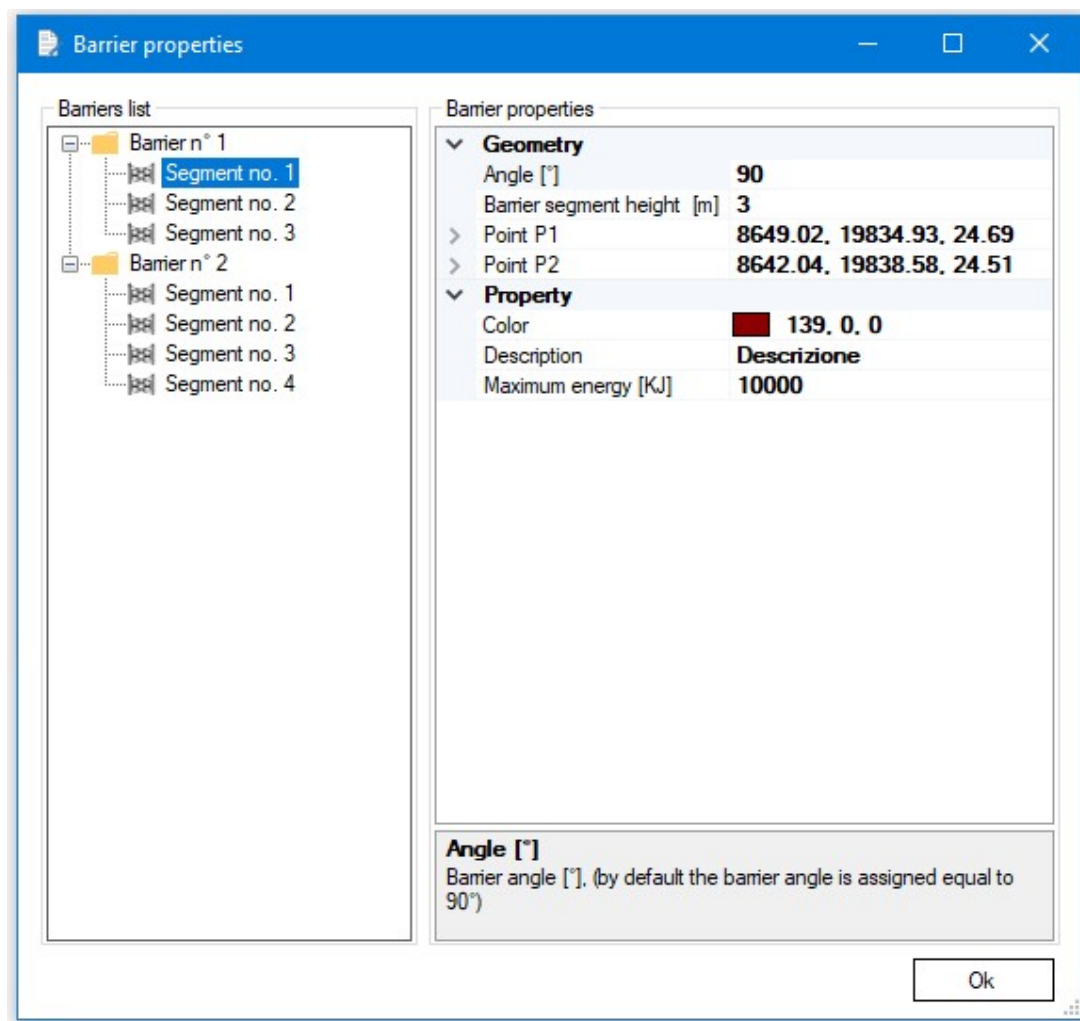 Barrier properties
Barriers list
Barrier n° 1
Segment no. 1
Segment no. 2
Segment no. 3
Barrier n° 2
Segment no. 1
Segment no. 2
Segment no. 3
Segment no. 4
Barrier properties
Geometry
Angle [°] 90
Barrier segment height [m] 3
Point P1 8649.02, 19834.93, 24.69
Point P2 8642.04, 19838.58, 24.51
Property
Color 139, 0, 0
Description Descrizione
Maximum energy [KJ] 10000
Angle [°]
Barrier angle [°], (by default the barrier angle is assigned equal to
90°)
Ok